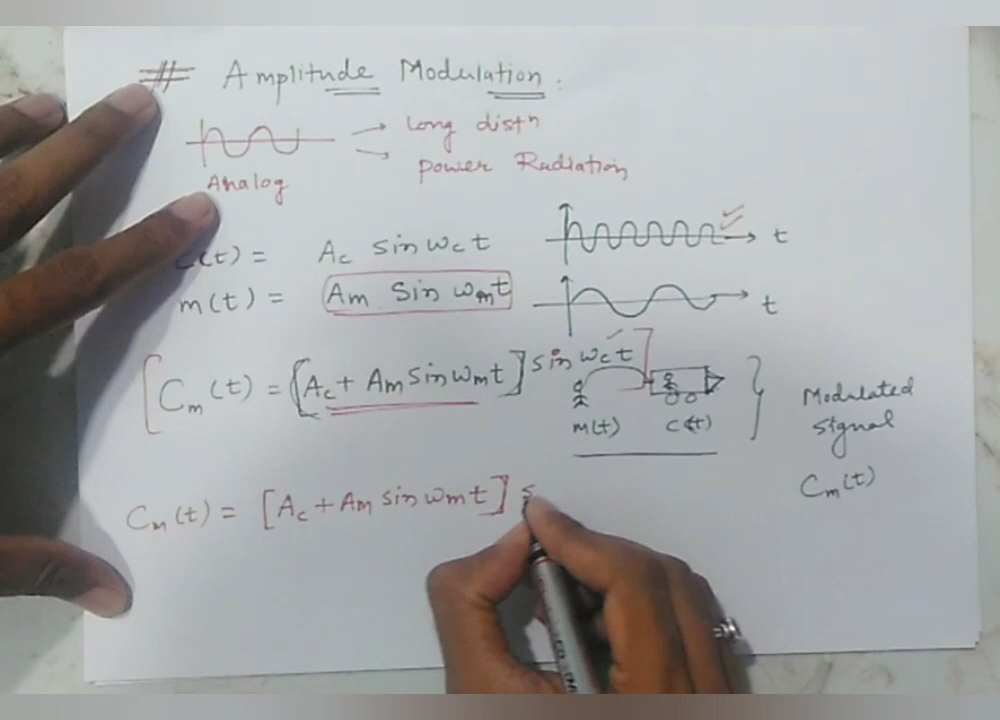 # Amplitude Modulation :
long distn
power Radiation
Analog
c(t) = Ac sin ωct
t
m(t) = Am Sin ωmt
t
[Cm(t) = [Ac + Am sin ωmt] sin ωct
m(t) c(t)
Modulated
signal
Cm(t)
Cm(t) = [Ac + Am sin ωmt] s